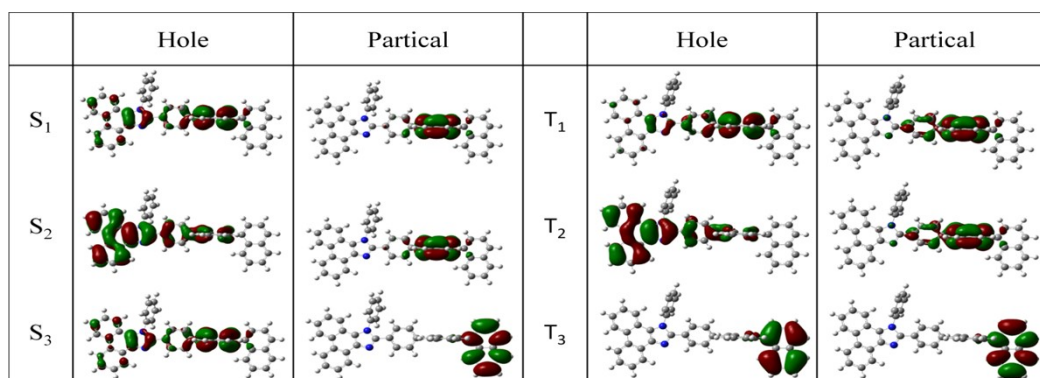 Hole Partical Hole Partical
S₁ T₁
S₂ T₂
S₃ T₃